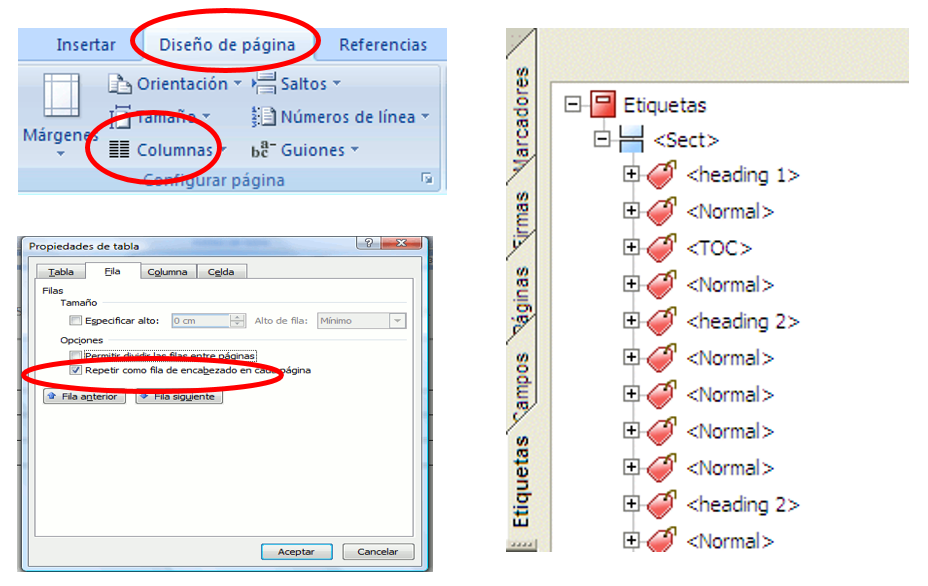 Insertar Diseño de página Referencias
Orientación Saltos
Márgenes Tamaño Números de línea
Columnas Guiones
Configurar página
Propiedades de tabla
Tabla Fila Columna Celda
Filas
Tamaño
Especificar alto: 0 cm Alto de fila: Mínimo
Opciones
Permitir dividir las filas entre páginas
Repetir como fila de encabezado en cada página
Fila anterior Fila siguiente
Aceptar Cancelar
Marcadores
Firmas
Páginas
Campos
Etiquetas
Etiquetas
<Sect>
<heading 1>
<Normal>
<TOC>
<Normal>
<heading 2>
<Normal>
<Normal>
<Normal>
<Normal>
<heading 2>
<Normal>